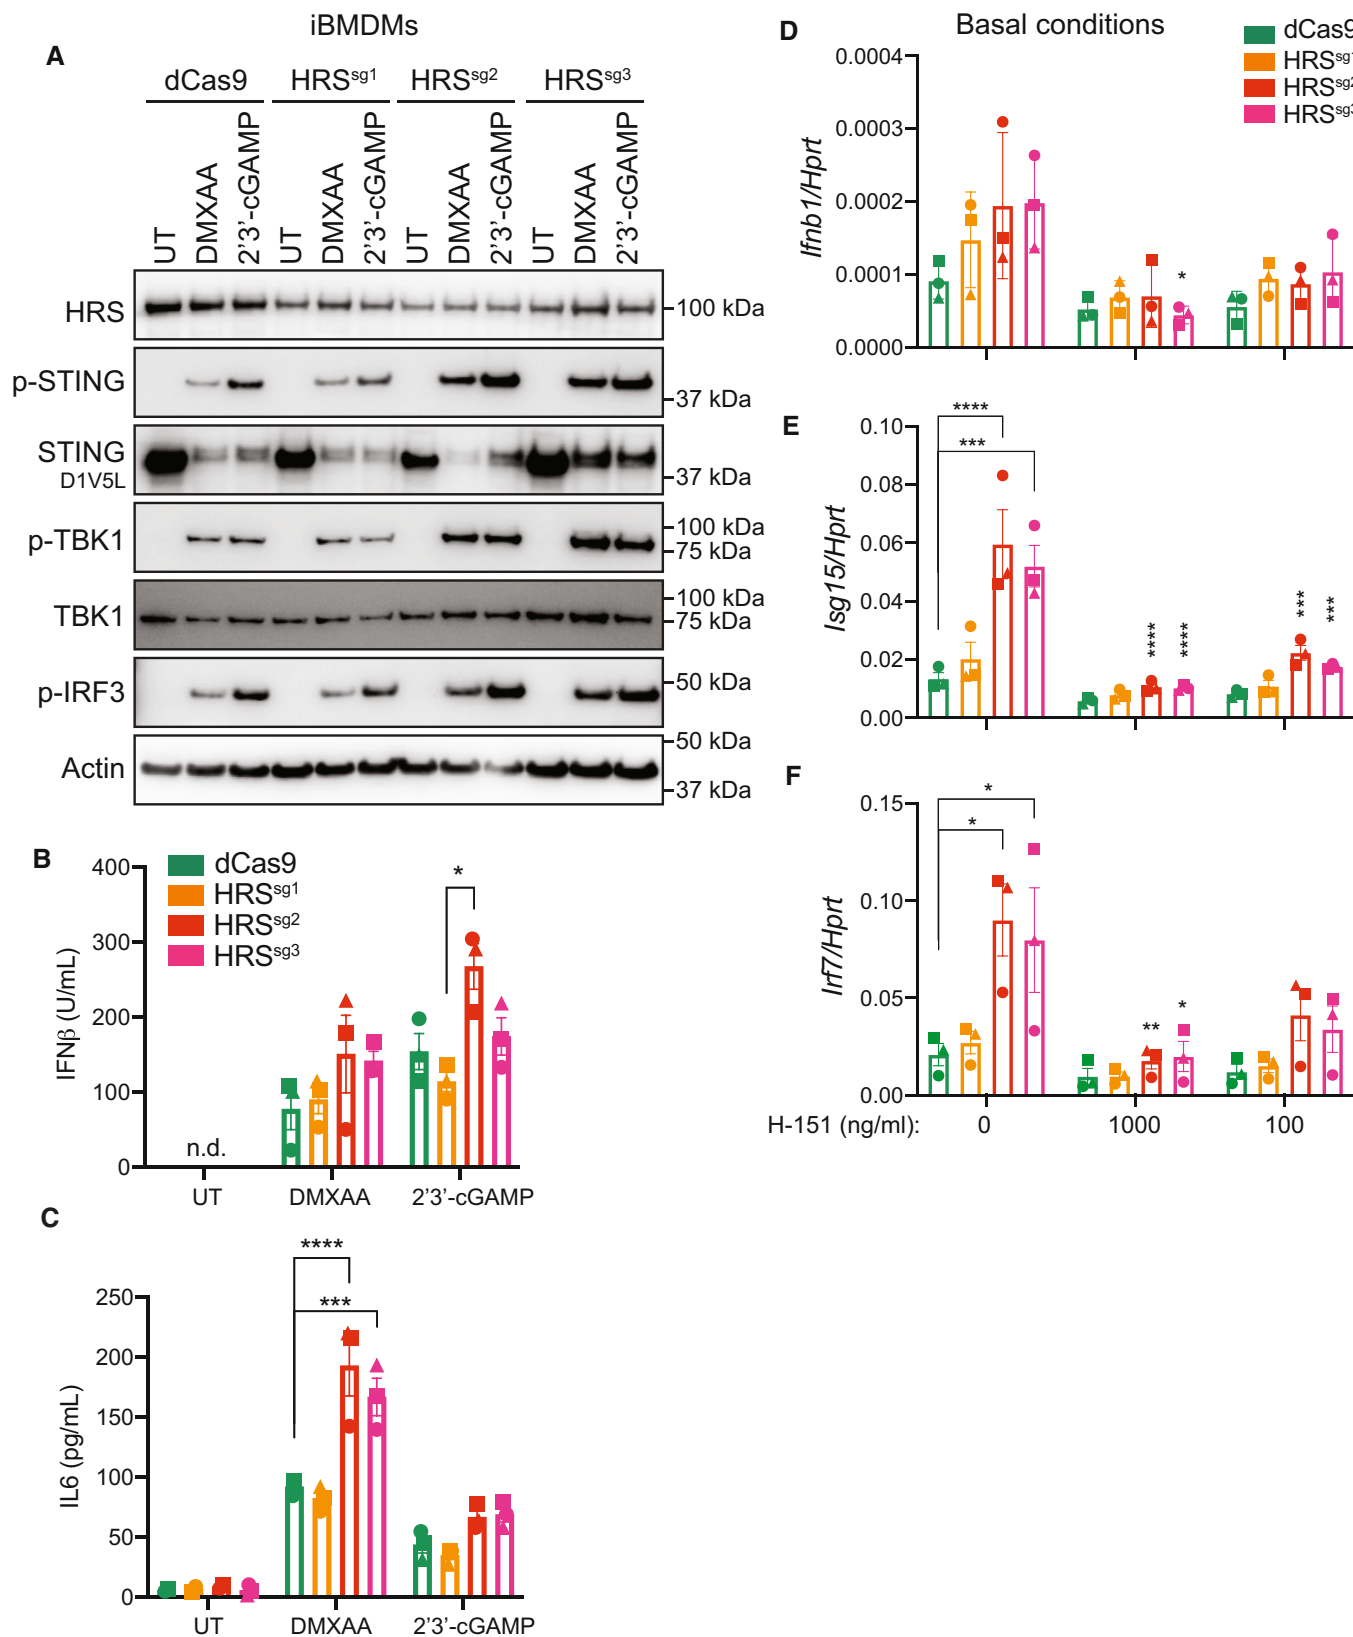 iBMDMs
A
dCas9 HRSsg1 HRSsg2 HRSsg3
UT DMXAA 2'3'-cGAMP UT DMXAA 2'3'-cGAMP UT DMXAA 2'3'-cGAMP UT DMXAA 2'3'-cGAMP
HRS 100 kDa
p-STING 37 kDa
STING
D1V5L 37 kDa
p-TBK1 100 kDa
75 kDa
TBK1 100 kDa
75 kDa
p-IRF3 50 kDa
Actin 50 kDa
37 kDa
B
dCas9
HRSsg1
HRSsg2
HRSsg3
IFNβ (U/mL)
400
300
200
100
0
n.d.
*
UT DMXAA 2'3'-cGAMP
C
IL6 (pg/mL)
250
200
150
100
50
0
****
***
UT DMXAA 2'3'-cGAMP
D
Basal conditions
dCas9
HRSsg1
HRSsg2
HRSsg3
Ifnb1/Hprt
0.0004
0.0003
0.0002
0.0001
0.0000
*
E
Isg15/Hprt
0.10
0.08
0.06
0.04
0.02
0.00
****
***
**** ****
*** ***
F
Irf7/Hprt
0.15
0.10
0.05
0.00
*
*
** *
H-151 (ng/ml): 0 1000 100